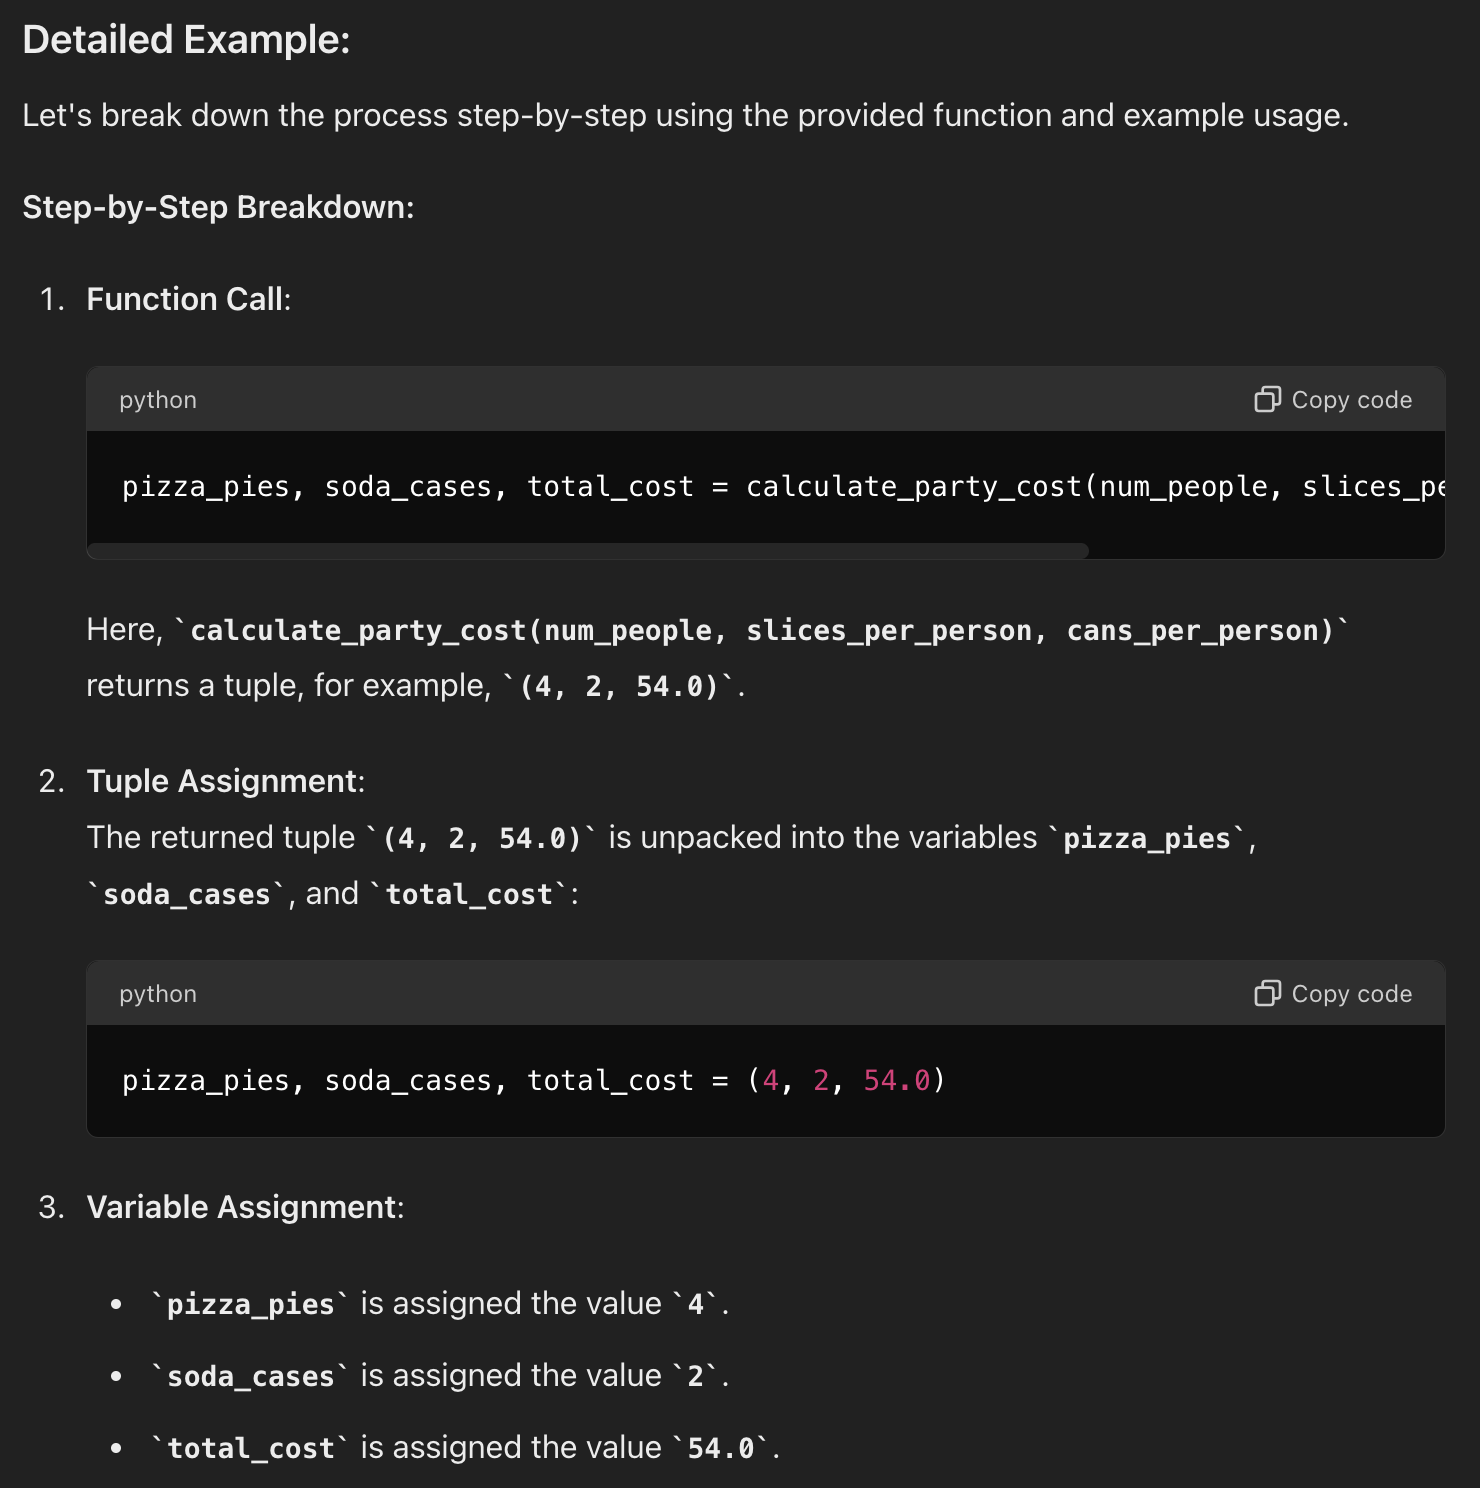 Detailed Example:
Let's break down the process step-by-step using the provided function and example usage.
Step-by-Step Breakdown:
1. Function Call:
python
Copy code
pizza_pies, soda_cases, total_cost = calculate_party_cost(num_people, slices_pe
Here, `calculate_party_cost(num_people, slices_per_person, cans_per_person)`
returns a tuple, for example, `(4, 2, 54.0)`.
2. Tuple Assignment:
The returned tuple `(4, 2, 54.0)` is unpacked into the variables `pizza_pies`,
`soda_cases`, and `total_cost`:
python
Copy code
pizza_pies, soda_cases, total_cost = (4, 2, 54.0)
3. Variable Assignment:
• `pizza_pies` is assigned the value `4`.
• `soda_cases` is assigned the value `2`.
• `total_cost` is assigned the value `54.0`.